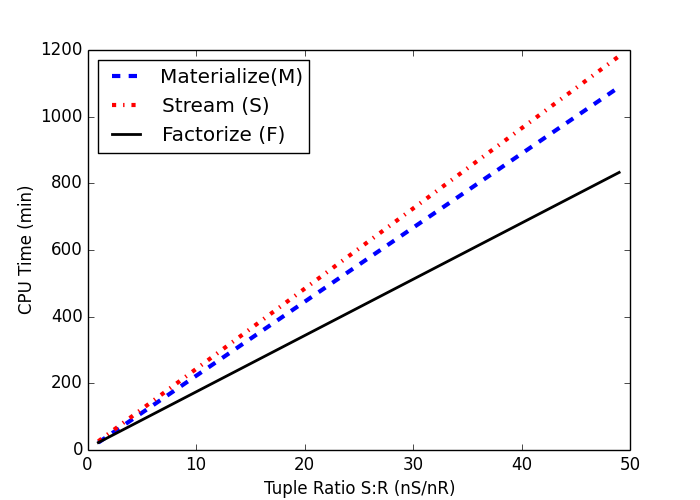 1200
1000
800
600
400
200
0
CPU Time (min)
Materialize(M)
Stream (S)
Factorize (F)
0 10 20 30 40 50
Tuple Ratio S:R (nS/nR)